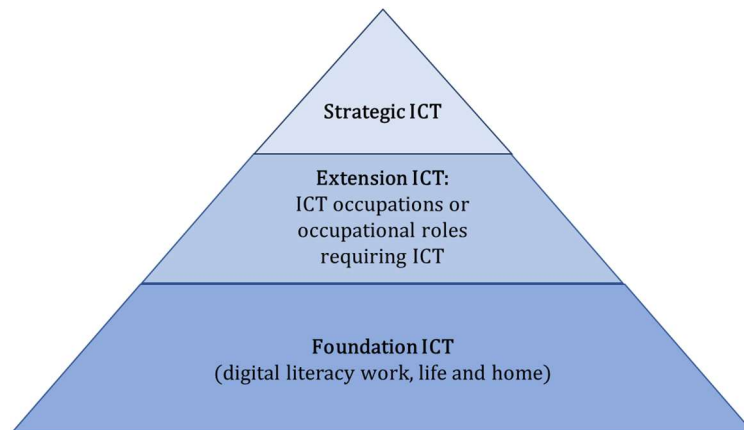 Strategic ICT
Extension ICT:
ICT occupations or
occupational roles
requiring ICT
Foundation ICT
(digital literacy work, life and home)